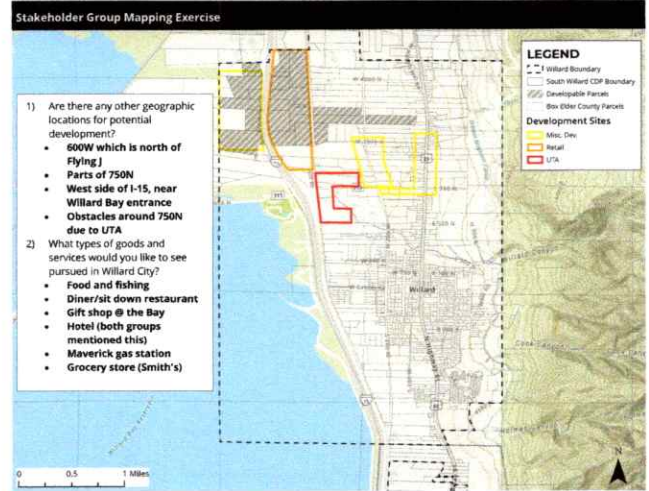 Stakeholder Group Mapping Exercise
1) Are there any other geographic
locations for potential
development?
• 600W which is north of
Flying J
• Parts of 750N
• West side of I-15, near
Willard Bay entrance
• Obstacles around 750N
due to UTA
2) What types of goods and
services would you like to see
pursued in Willard City?
• Food and fishing
• Diner/sit down restaurant
• Gift shop @ the Bay
• Hotel (both groups
mentioned this)
• Maverick gas station
• Grocery store (Smith's)
LEGEND
Willard Boundary
South Willard CDP Boundary
Developable Parcels
Box Elder County Parcels
Development Sites
Misc. Dev.
Retail
UTA
Willard
N
0 0.5 1 Miles